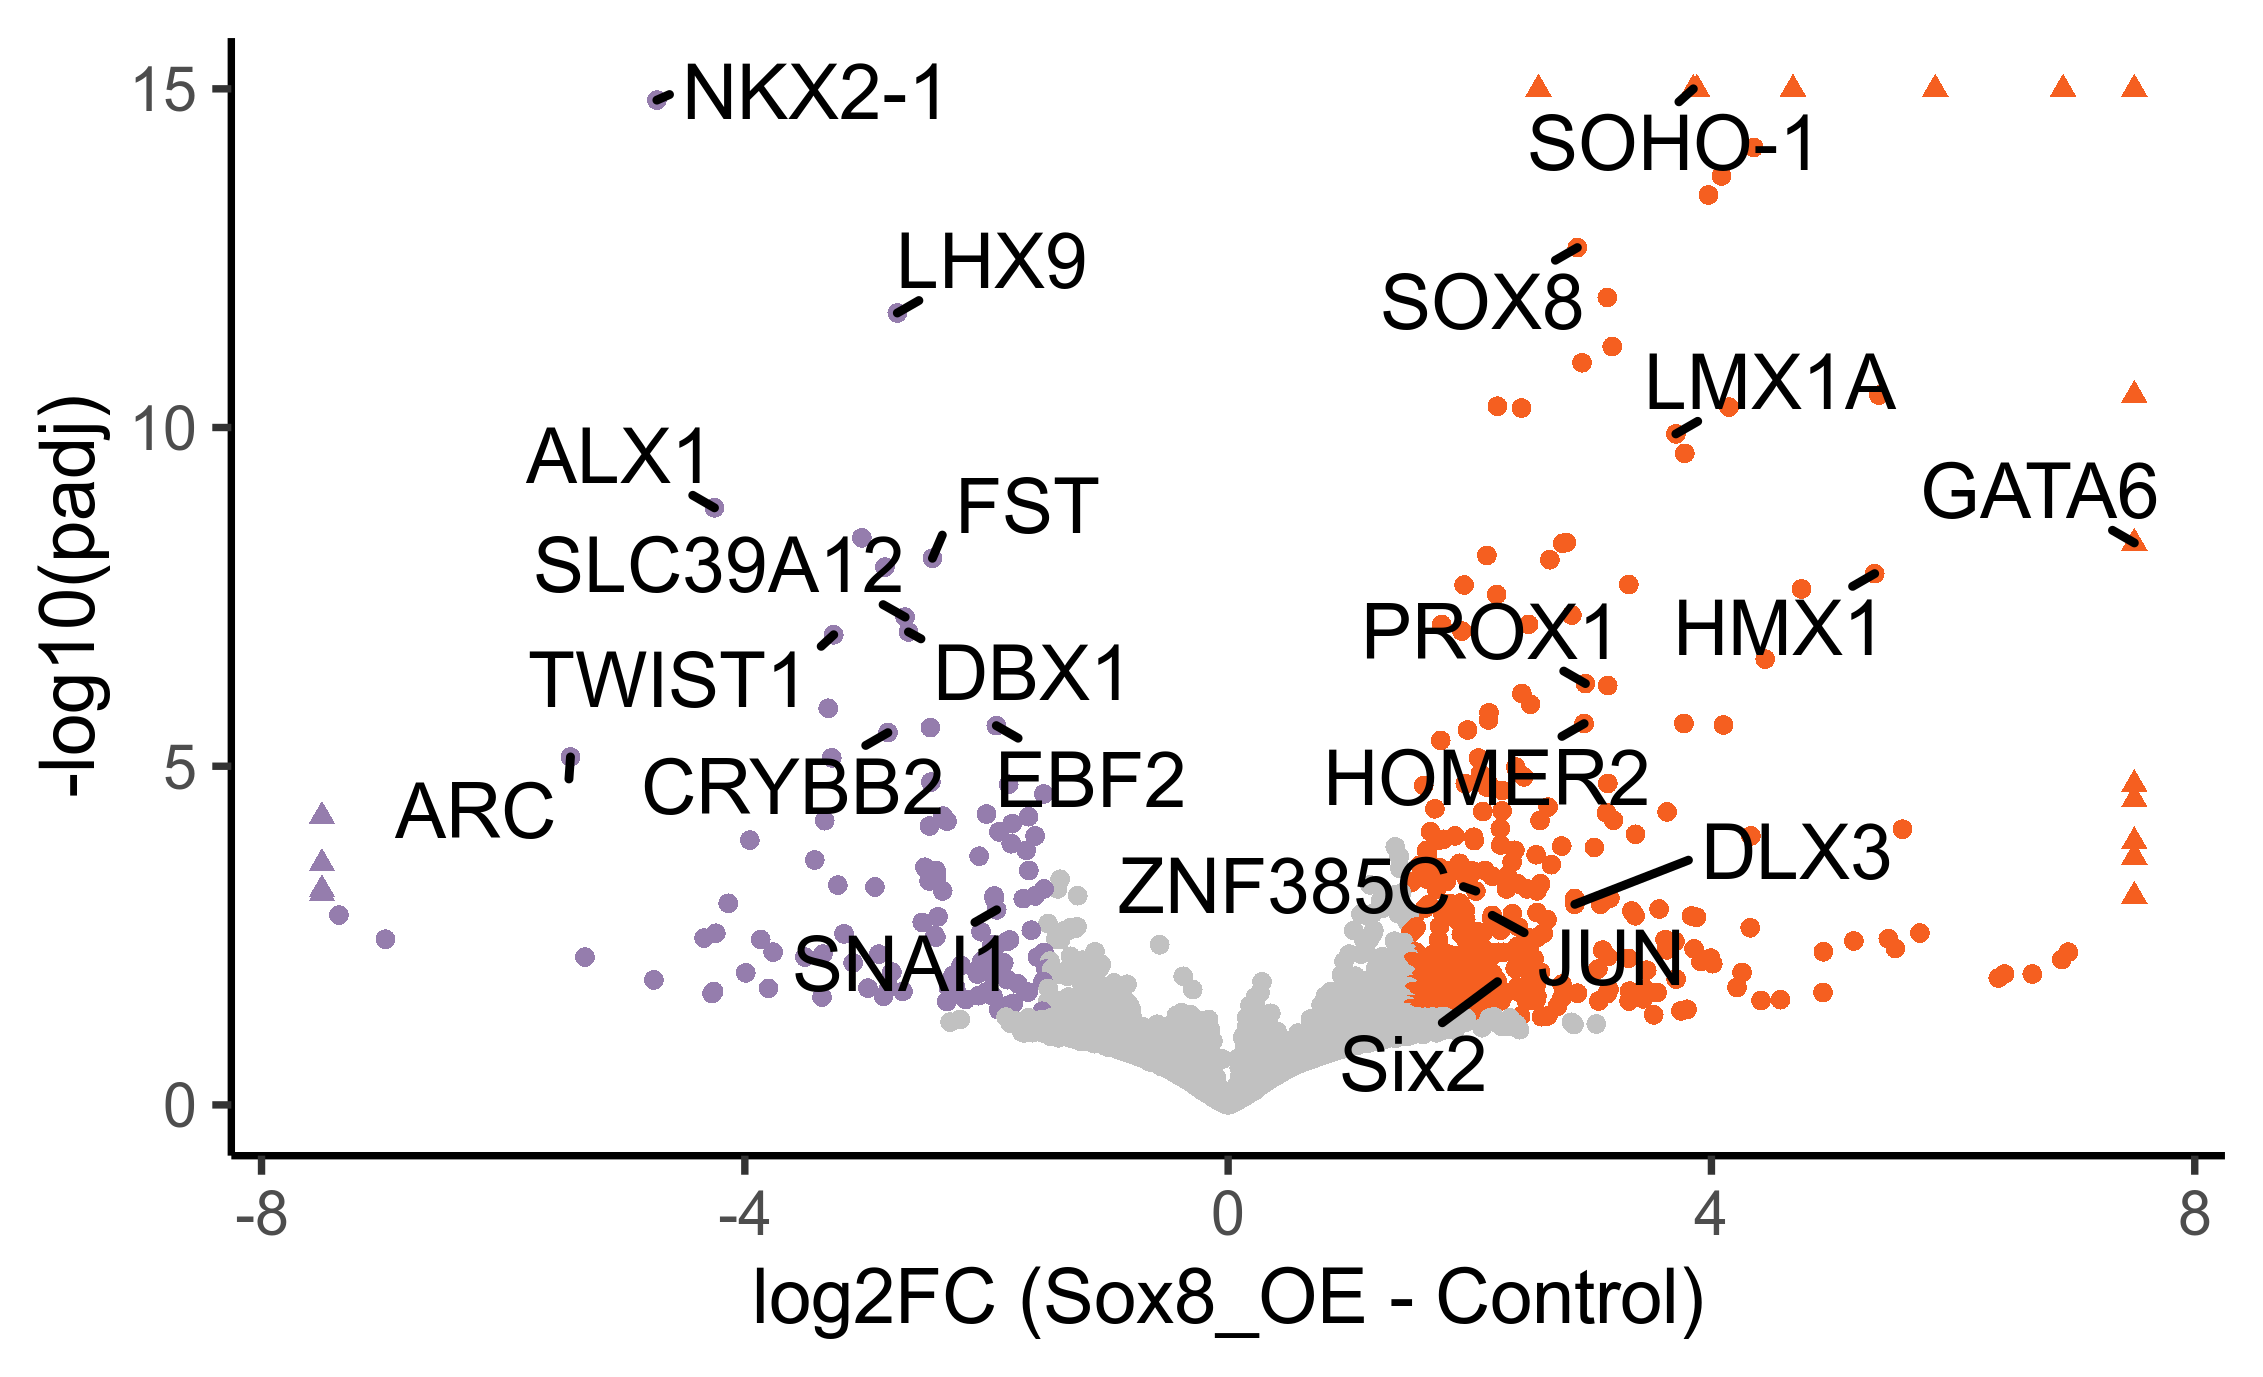 15
NKX2-1
SOHO-1
LHX9
SOX8
LMX1A
10
ALX1
FST
GATA6
SLC39A12
PROX1
HMX1
TWIST1
DBX1
5
CRYBB2
EBF2
HOMER2
ARC
DLX3
ZNF385C
SNAI1
JUN
Six2
0
-log10(padj)
-8
-4
0
4
8
log2FC (Sox8_OE - Control)